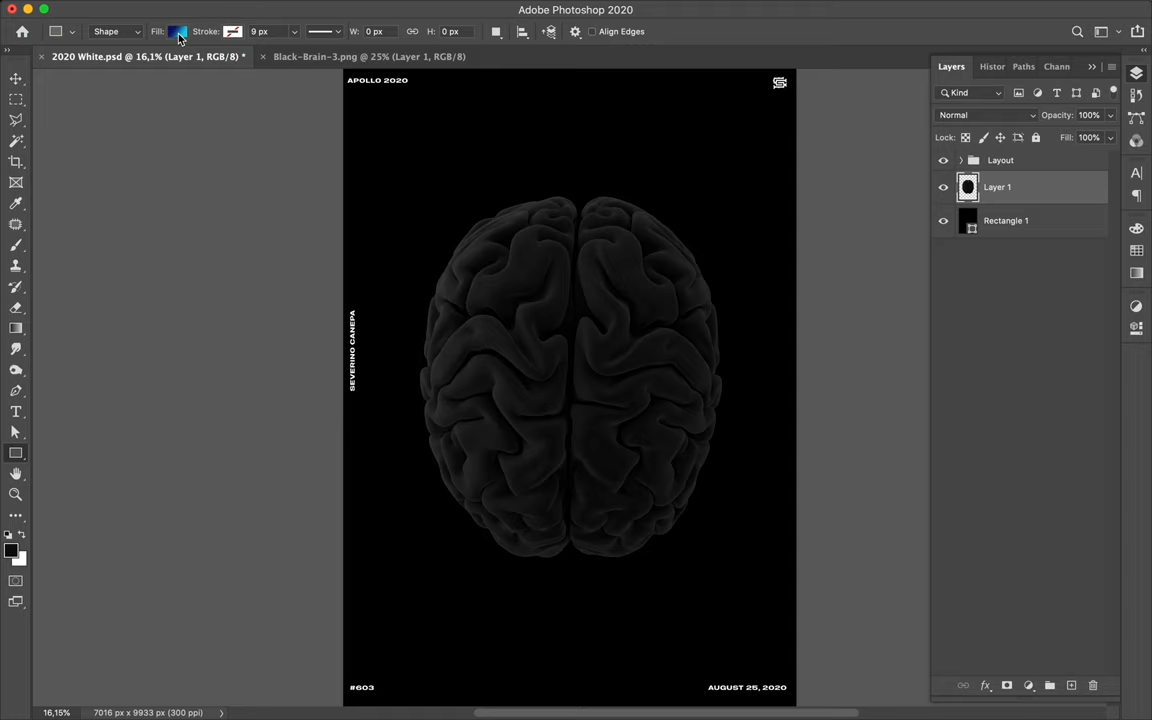 Adobe Photoshop 2020
Shape Fill: Stroke: 9 px W: 0 px H: 0 px Align Edges
2020 White.psd @ 16,1% (Layer 1, RGB/8) * Black-Brain-3.png @ 25% (Layer 1, RGB/8)
Layers Histor Paths Chann
APOLLO 2020
Kind
Normal Opacity: 100%
Lock: Fill: 100%
Layout
Layer 1
Rectangle 1
SEVERINO CANEPA
#603 AUGUST 25, 2020
16,15% 7016 px x 9933 px (300 ppi)